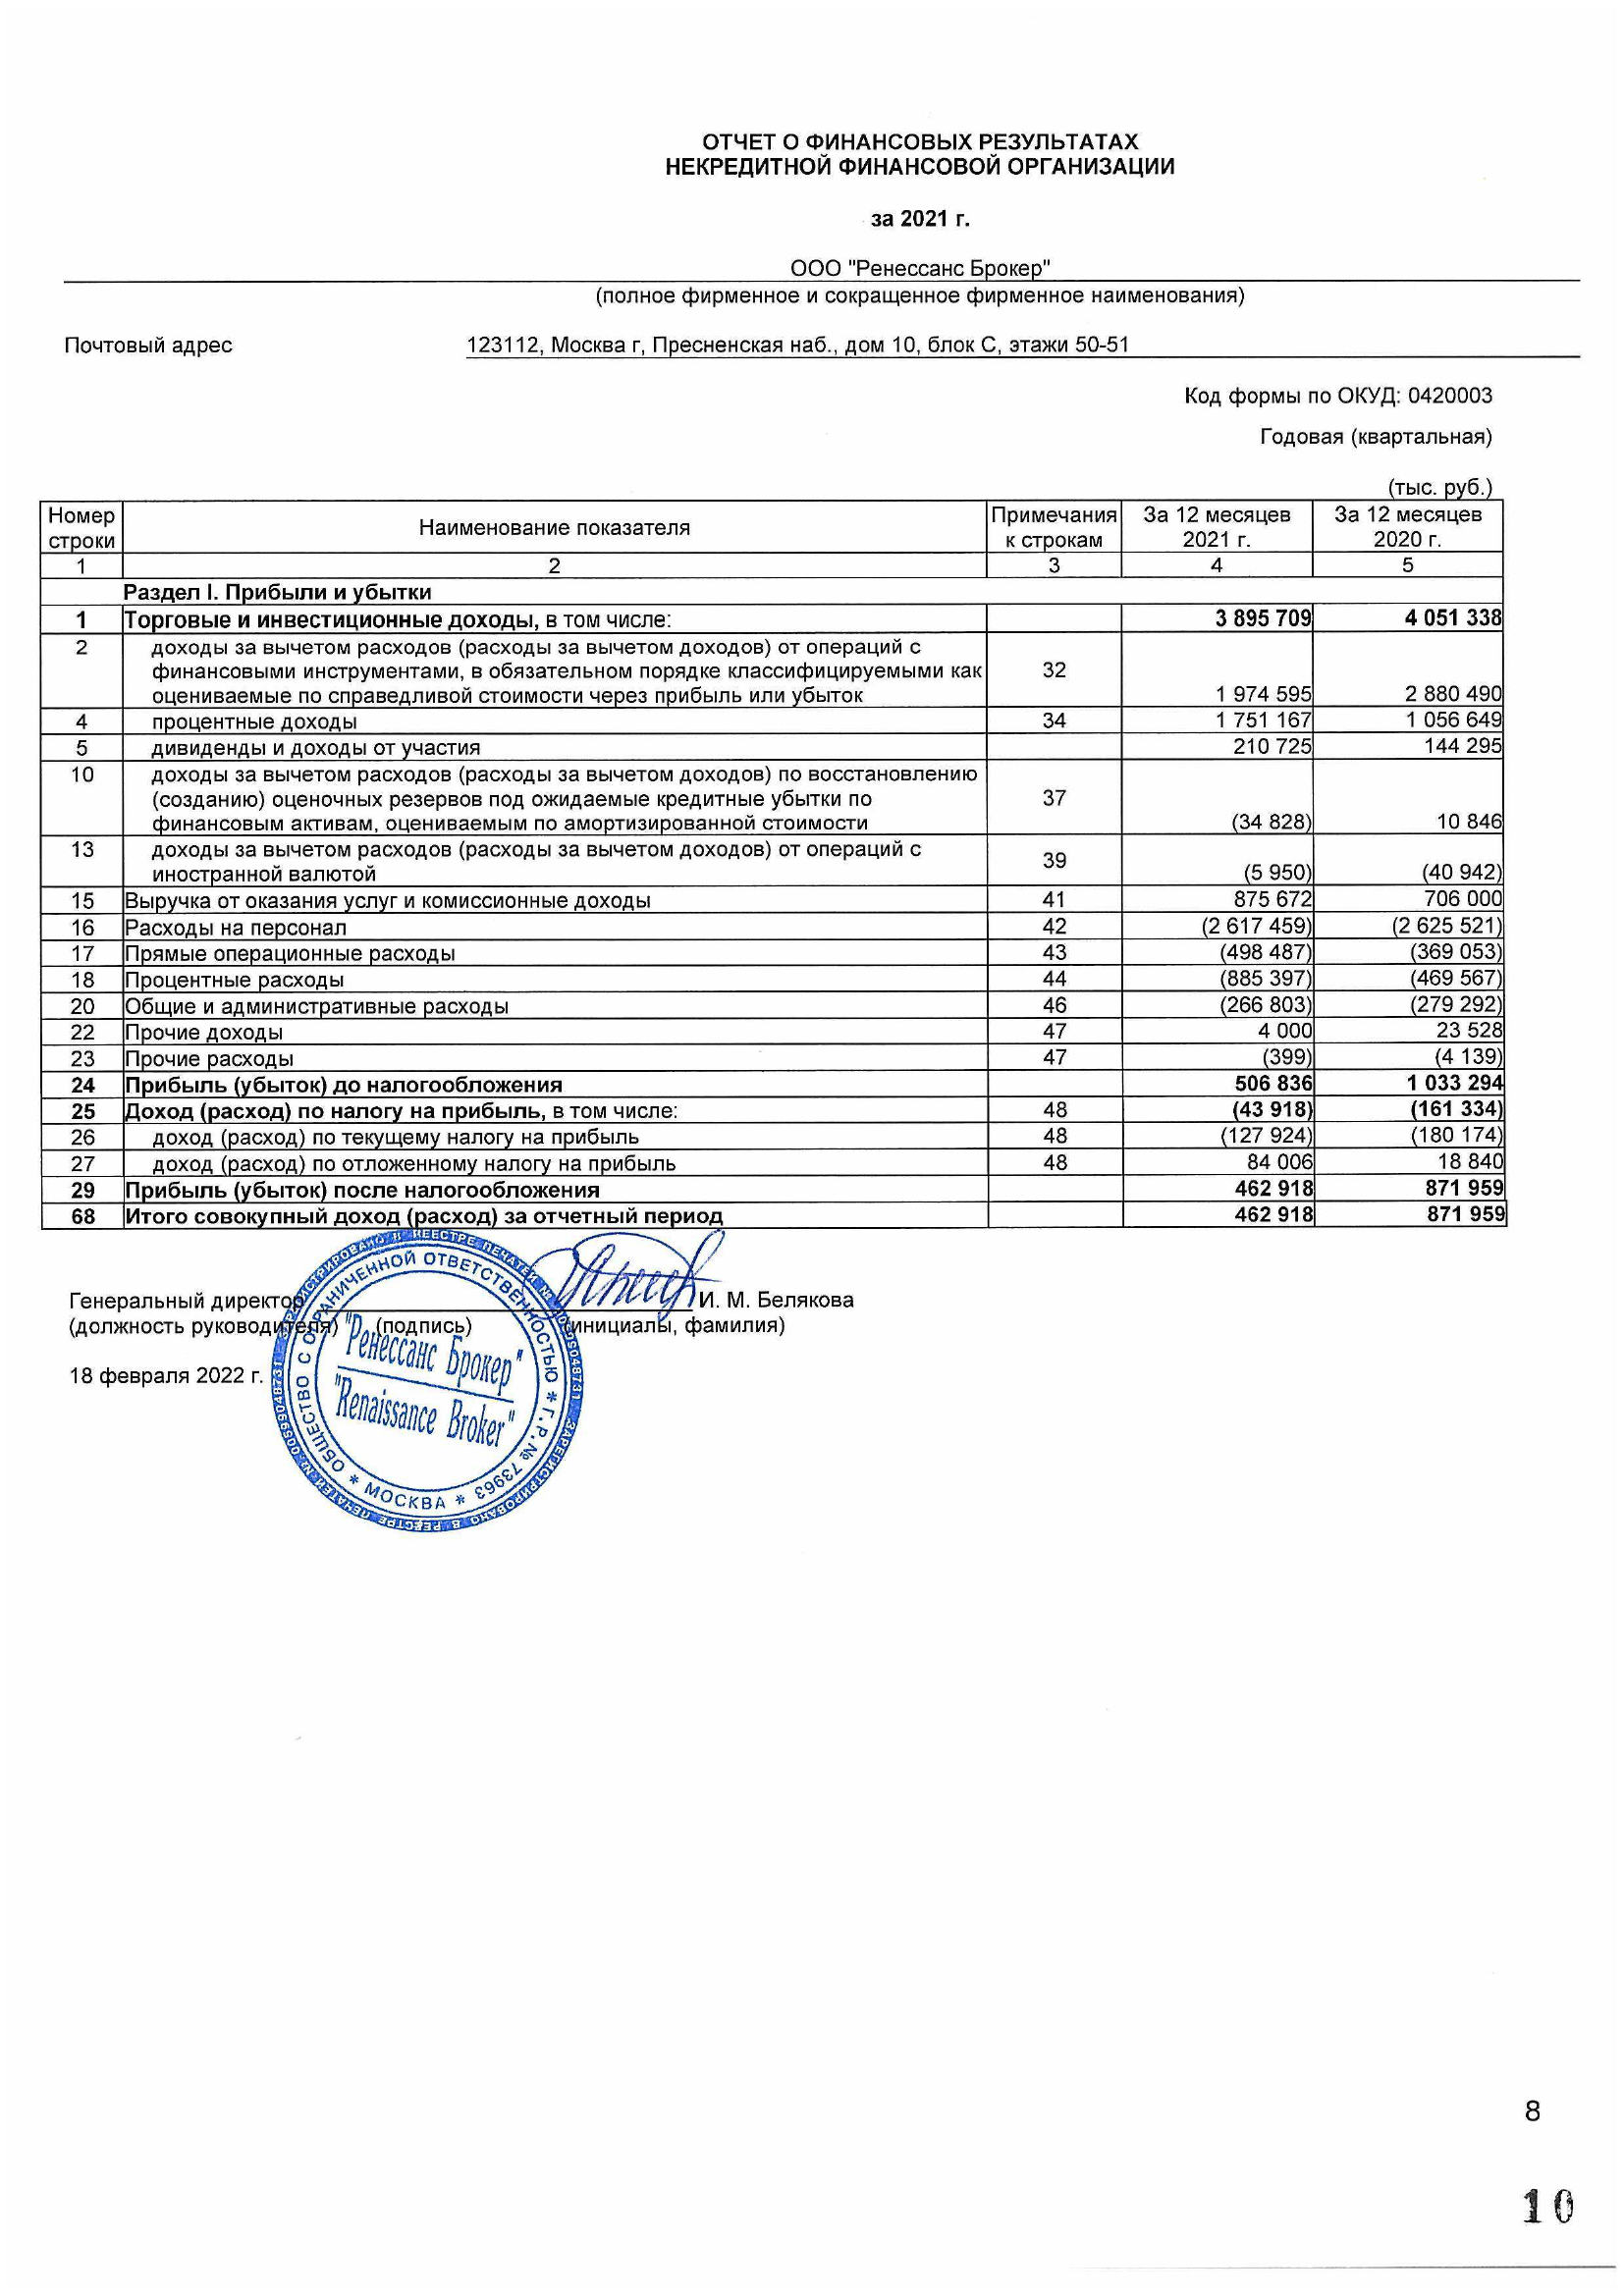 ОТЧЕТ О ФИНАНСОВЫХ РЕЗУЛЬТАТАХ
НЕКРЕДИТНОЙ ФИНАНСОВОЙ ОРГАНИЗАЦИИ
за 2021 г.
ООО "Ренессанс Брокер"
(полное фирменное и сокращенное фирменное наименования)
Почтовый адрес 123112, Москва г, Пресненская наб., дом 10, блок С, этажи 50-51
Код формы по ОКУД: 0420003
Годовая (квартальная)
(тыс. руб.)
Номер строки Наименование показателя Примечания к строкам За 12 месяцев 2021 г. За 12 месяцев 2020 г.
1 2 3 4 5
Раздел I. Прибыли и убытки
1 Торговые и инвестиционные доходы, в том числе: 3 895 709 4 051 338
2 доходы за вычетом расходов (расходы за вычетом доходов) от операций с
финансовыми инструментами, в обязательном порядке классифицируемыми как 32
оцениваемые по справедливой стоимости через прибыль или убыток 1 974 595 2 880 490
4 процентные доходы 34 1 751 167 1 056 649
5 дивиденды и доходы от участия 210 725 144 295
10 доходы за вычетом расходов (расходы за вычетом доходов) по восстановлению
(созданию) оценочных резервов под ожидаемые кредитные убытки по 37
финансовым активам, оцениваемым по амортизированной стоимости (34 828) 10 846
13 доходы за вычетом расходов (расходы за вычетом доходов) от операций с 39
иностранной валютой (5 950) (40 942)
15 Выручка от оказания услуг и комиссионные доходы 41 875 672 706 000
16 Расходы на персонал 42 (2 617 459) (2 625 521)
17 Прямые операционные расходы 43 (498 487) (369 053)
18 Процентные расходы 44 (885 397) (469 567)
20 Общие и административные расходы 46 (266 803) (279 292)
22 Прочие доходы 47 4 000 23 528
23 Прочие расходы 47 (399) (4 139)
24 Прибыль (убыток) до налогообложения 506 836 1 033 294
25 Доход (расход) по налогу на прибыль, в том числе: 48 (43 918) (161 334)
26 доход (расход) по текущему налогу на прибыль 48 (127 924) (180 174)
27 доход (расход) по отложенному налогу на прибыль 48 84 006 18 840
29 Прибыль (убыток) после налогообложения 462 918 871 959
68 Итого совокупный доход (расход) за отчетный период 462 918 871 959
Генеральный директор И. М. Белякова
(должность руководителя) (подпись) (инициалы, фамилия)
18 февраля 2022 г.
ОБЩЕСТВО С ОГРАНИЧЕННОЙ ОТВЕТСТВЕННОСТЬЮ * Г.Р.№ 73963 * МОСКВА *
"Ренессанс Брокер"
"Renaissance Broker"
ЗАРЕГИСТРИРОВАНО В РЕЕСТРЕ ПЕЧАТЕЙ №
8
10